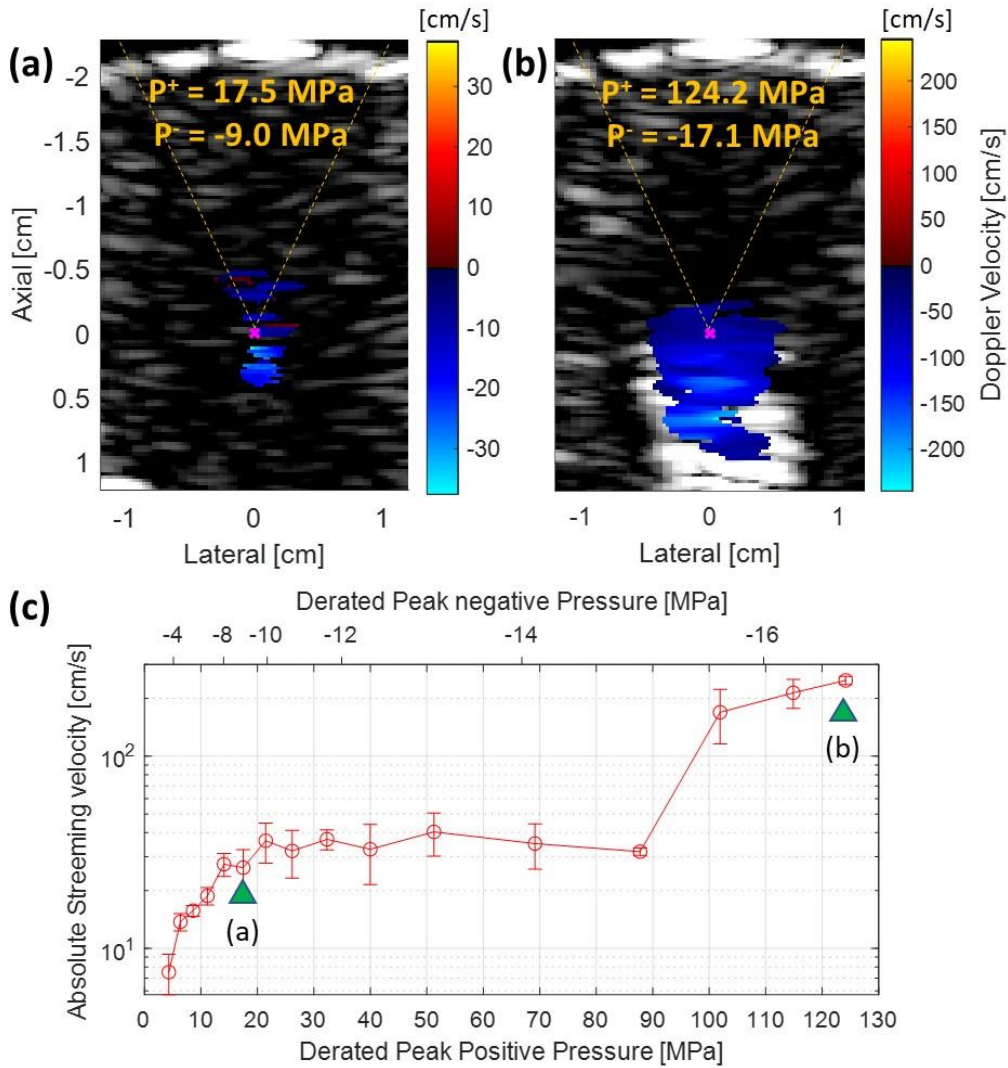 (a)
[cm/s]
P+ = 17.5 MPa
P- = -9.0 MPa
Axial [cm]
-2
-1.5
-1
-0.5
0
0.5
1
-1 0 1
Lateral [cm]
30
20
10
0
-10
-20
-30
(b)
[cm/s]
P+ = 124.2 MPa
P- = -17.1 MPa
-1 0 1
Lateral [cm]
200
150
100
50
0
-50
-100
-150
-200
Doppler Velocity [cm/s]
(c)
Derated Peak negative Pressure [MPa]
-4 -8 -10 -12 -14 -16
Absolute Streeming velocity [cm/s]
10²
10¹
(a)
(b)
0 10 20 30 40 50 60 70 80 90 100 110 120 130
Derated Peak Positive Pressure [MPa]